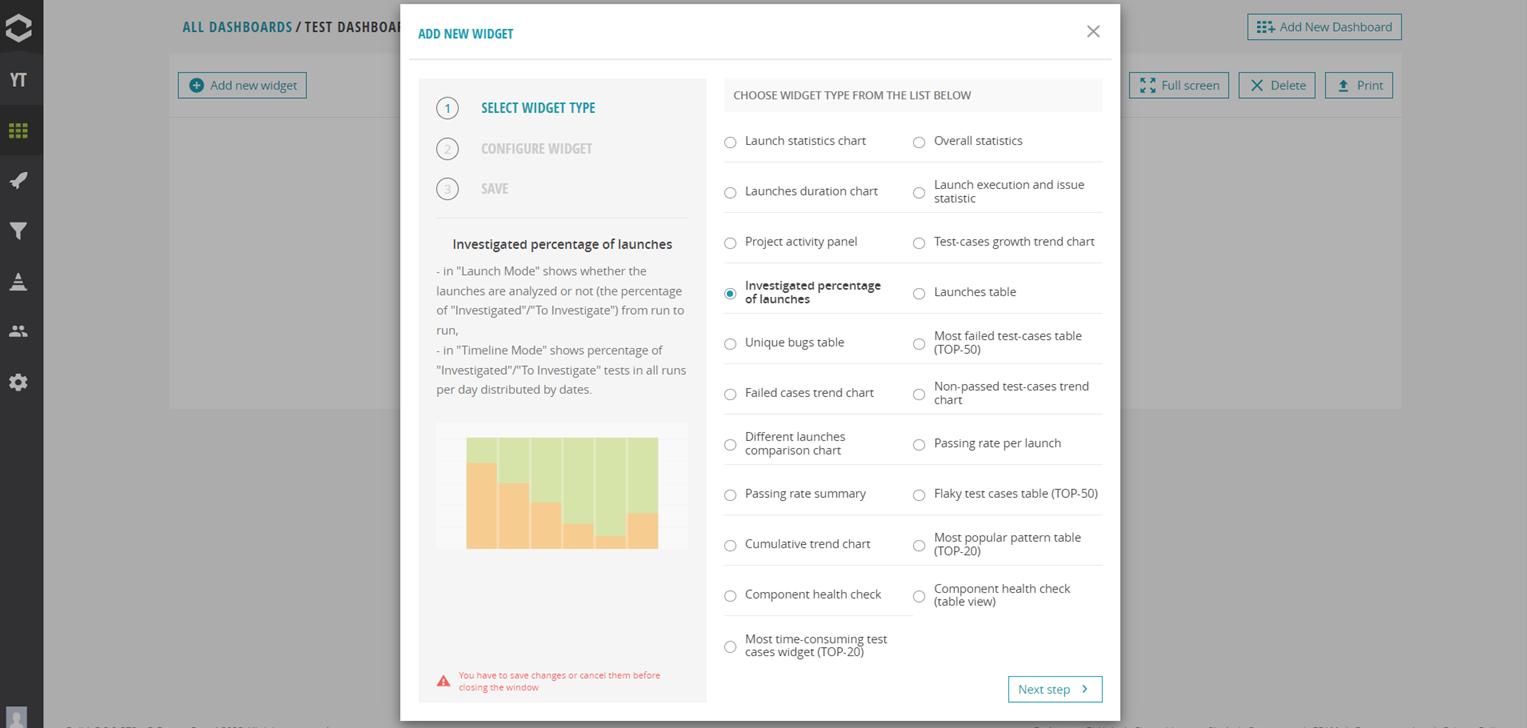 ALL DASHBOARDS / TEST DASHBOAR
Add New Dashboard
YT
Add new widget
Full screen
Delete
Print
ADD NEW WIDGET
1 SELECT WIDGET TYPE
2 CONFIGURE WIDGET
3 SAVE
Investigated percentage of launches
- in "Launch Mode" shows whether the
launches are analyzed or not (the percentage
of "Investigated"/"To Investigate") from run to
run,
- in "Timeline Mode" shows percentage of
"Investigated"/"To Investigate" tests in all runs
per day distributed by dates.
You have to save changes or cancel them before
closing the window
CHOOSE WIDGET TYPE FROM THE LIST BELOW
Launch statistics chart
Overall statistics
Launches duration chart
Launch execution and issue
statistic
Project activity panel
Test-cases growth trend chart
Investigated percentage
of launches
Launches table
Unique bugs table
Most failed test-cases table
(TOP-50)
Failed cases trend chart
Non-passed test-cases trend
chart
Different launches
comparison chart
Passing rate per launch
Passing rate summary
Flaky test cases table (TOP-50)
Cumulative trend chart
Most popular pattern table
(TOP-20)
Component health check
Component health check
(table view)
Most time-consuming test
cases widget (TOP-20)
Next step